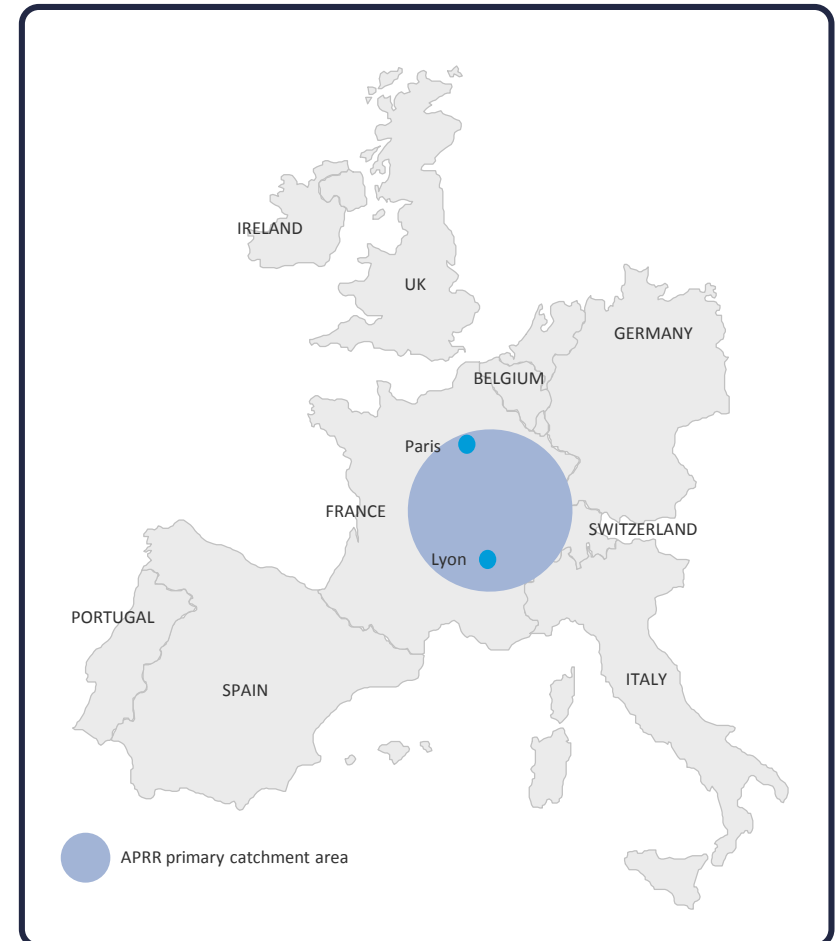 IRELAND
UK
GERMANY
BELGIUM
Paris
FRANCE
SWITZERLAND
Lyon
PORTUGAL
SPAIN
ITALY
APRR primary catchment area